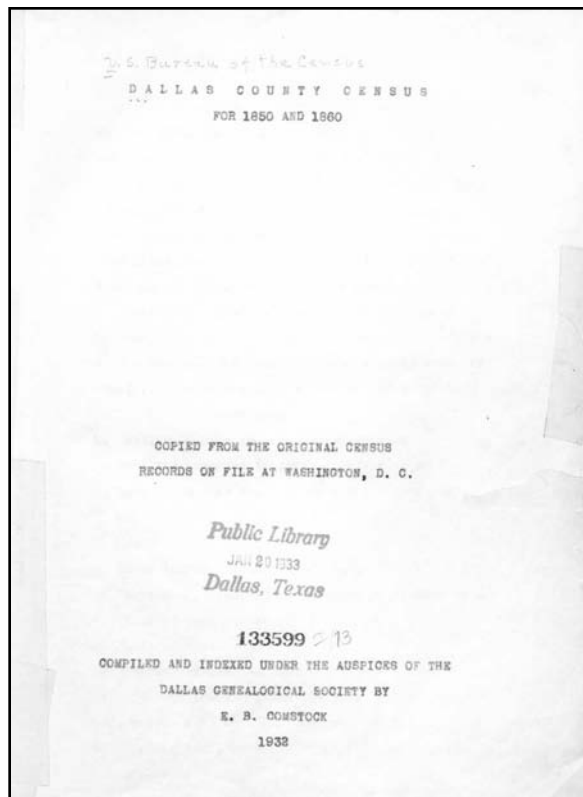 U. S. Bureau of the Census
DALLAS COUNTY CENSUS
FOR 1850 AND 1860
COPIED FROM THE ORIGINAL CENSUS
RECORDS ON FILE AT WASHINGTON, D. C.
Public Library
JAN 20 1933
Dallas, Texas
133599
COMPILED AND INDEXED UNDER THE AUSPICES OF THE
DALLAS GENEALOGICAL SOCIETY BY
E. B. COMSTOCK
1932